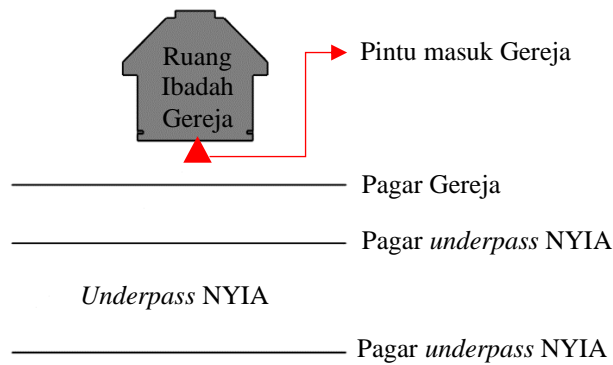 Ruang
Ibadah
Gereja
Pintu masuk Gereja
Pagar Gereja
Pagar underpass NYIA
Underpass NYIA
Pagar underpass NYIA